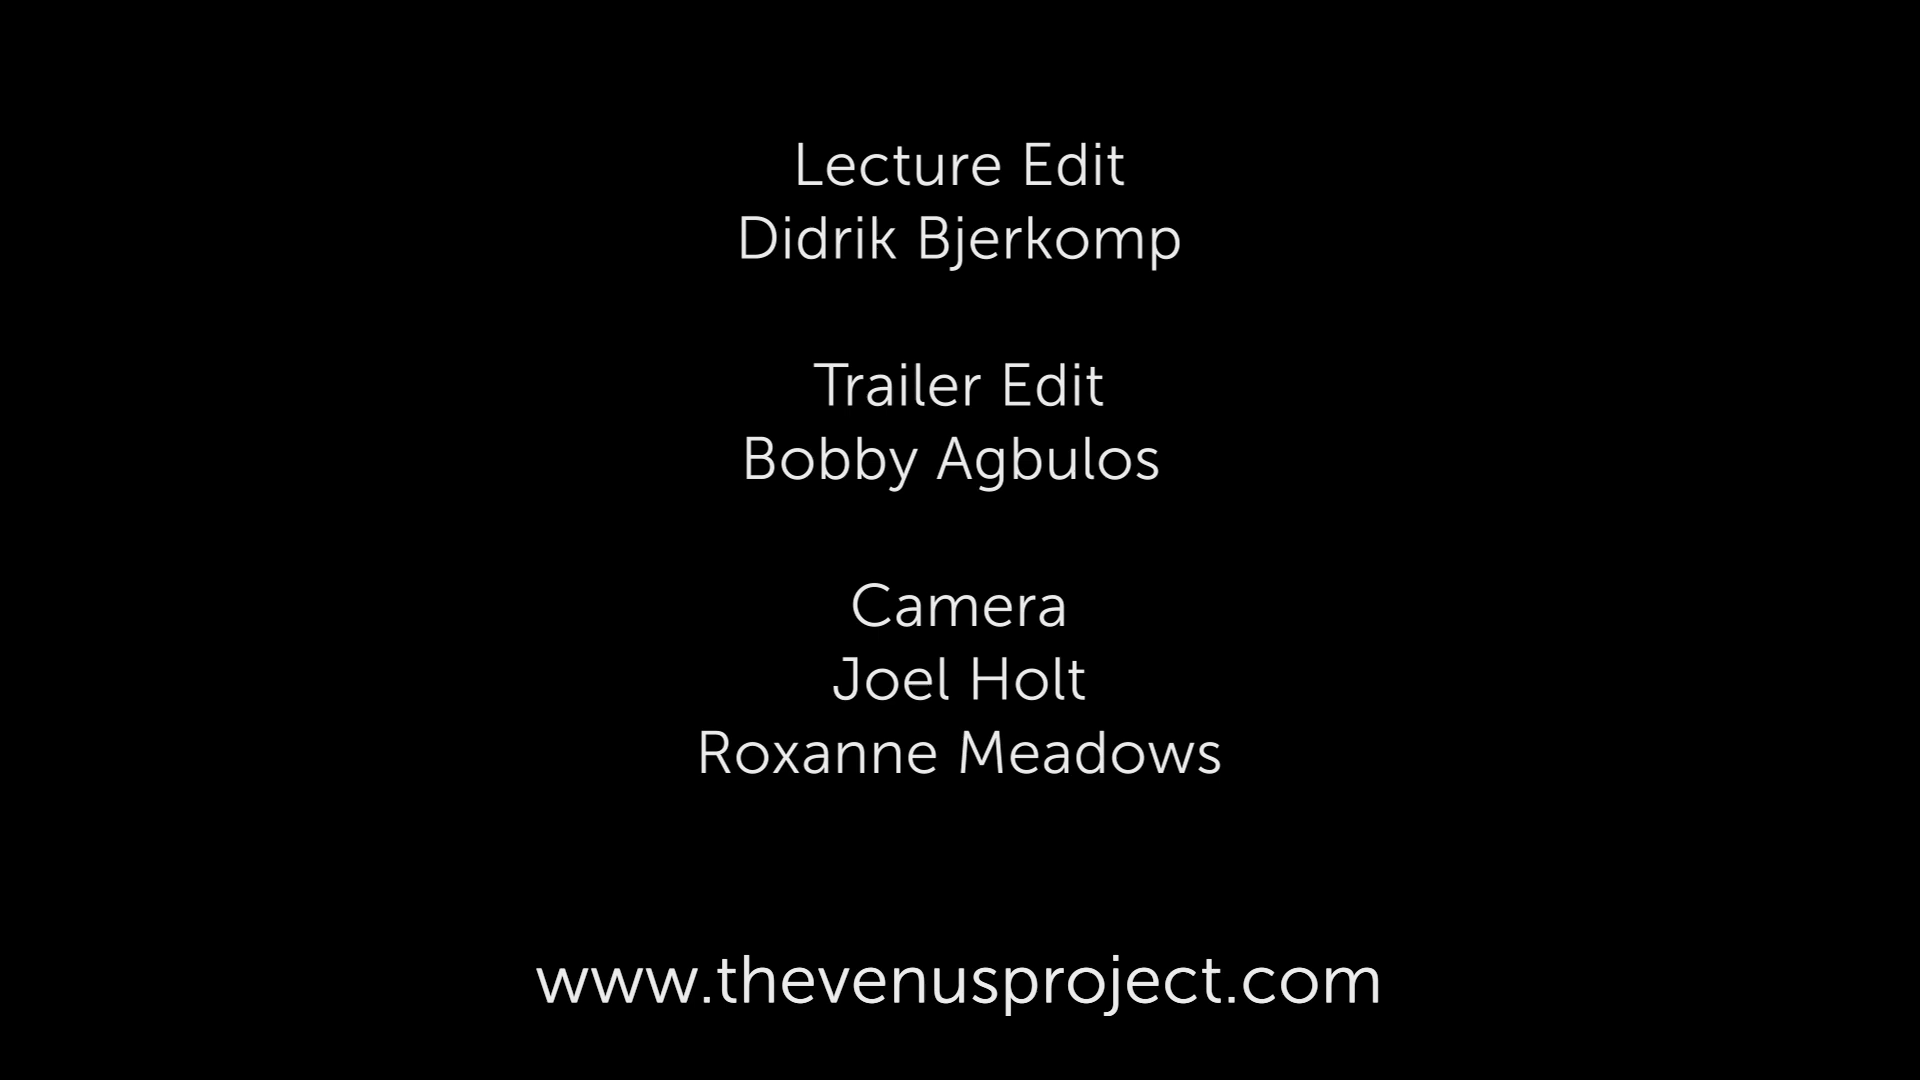 Lecture Edit
Didrik Bjerkomp
Trailer Edit
Bobby Agbulos
Camera
Joel Holt
Roxanne Meadows
www.thevenusproject.com